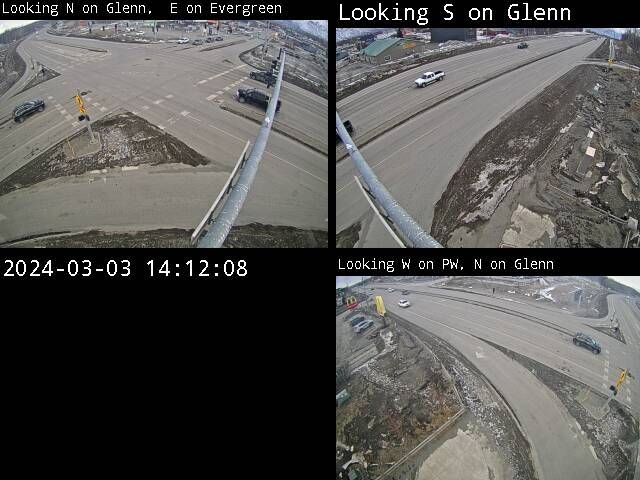 Looking N on Glenn, E on Evergreen
Looking S on Glenn
2024-03-03 14:12:08
Looking W on PW, N on Glenn